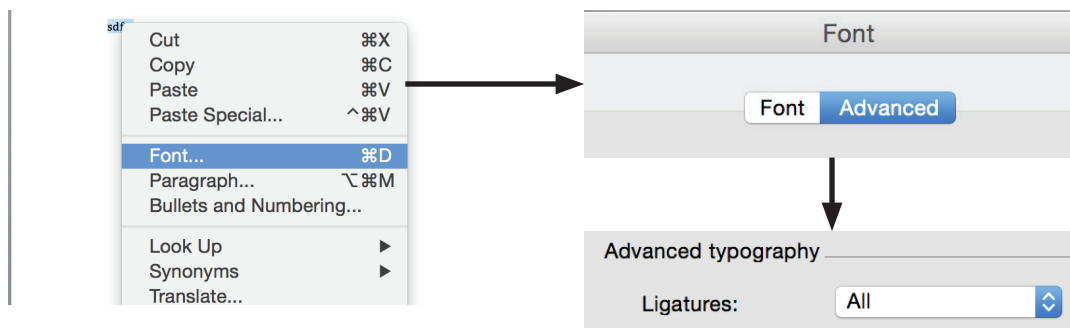 sdf
Cut ⌘X
Copy ⌘C
Paste ⌘V
Paste Special... ^⌘V
Font... ⌘D
Paragraph... ⌥⌘M
Bullets and Numbering...
Look Up ▶
Synonyms ▶
Translate...
Font
Font Advanced
Advanced typography
Ligatures: All